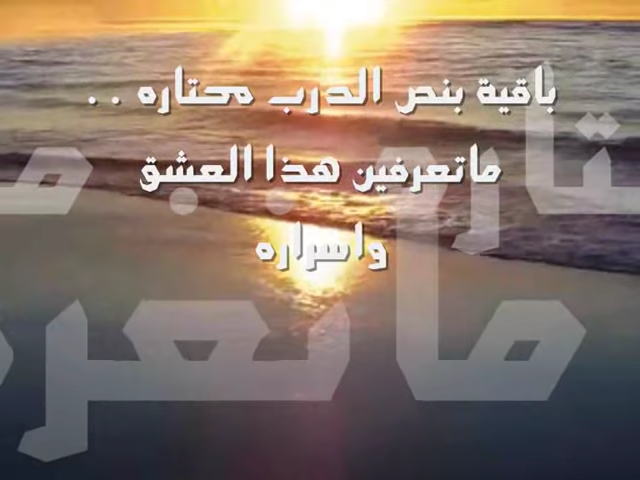 باقية بنص الدرب محتاره . .
ماتعرفين هذا العشق
واسراره